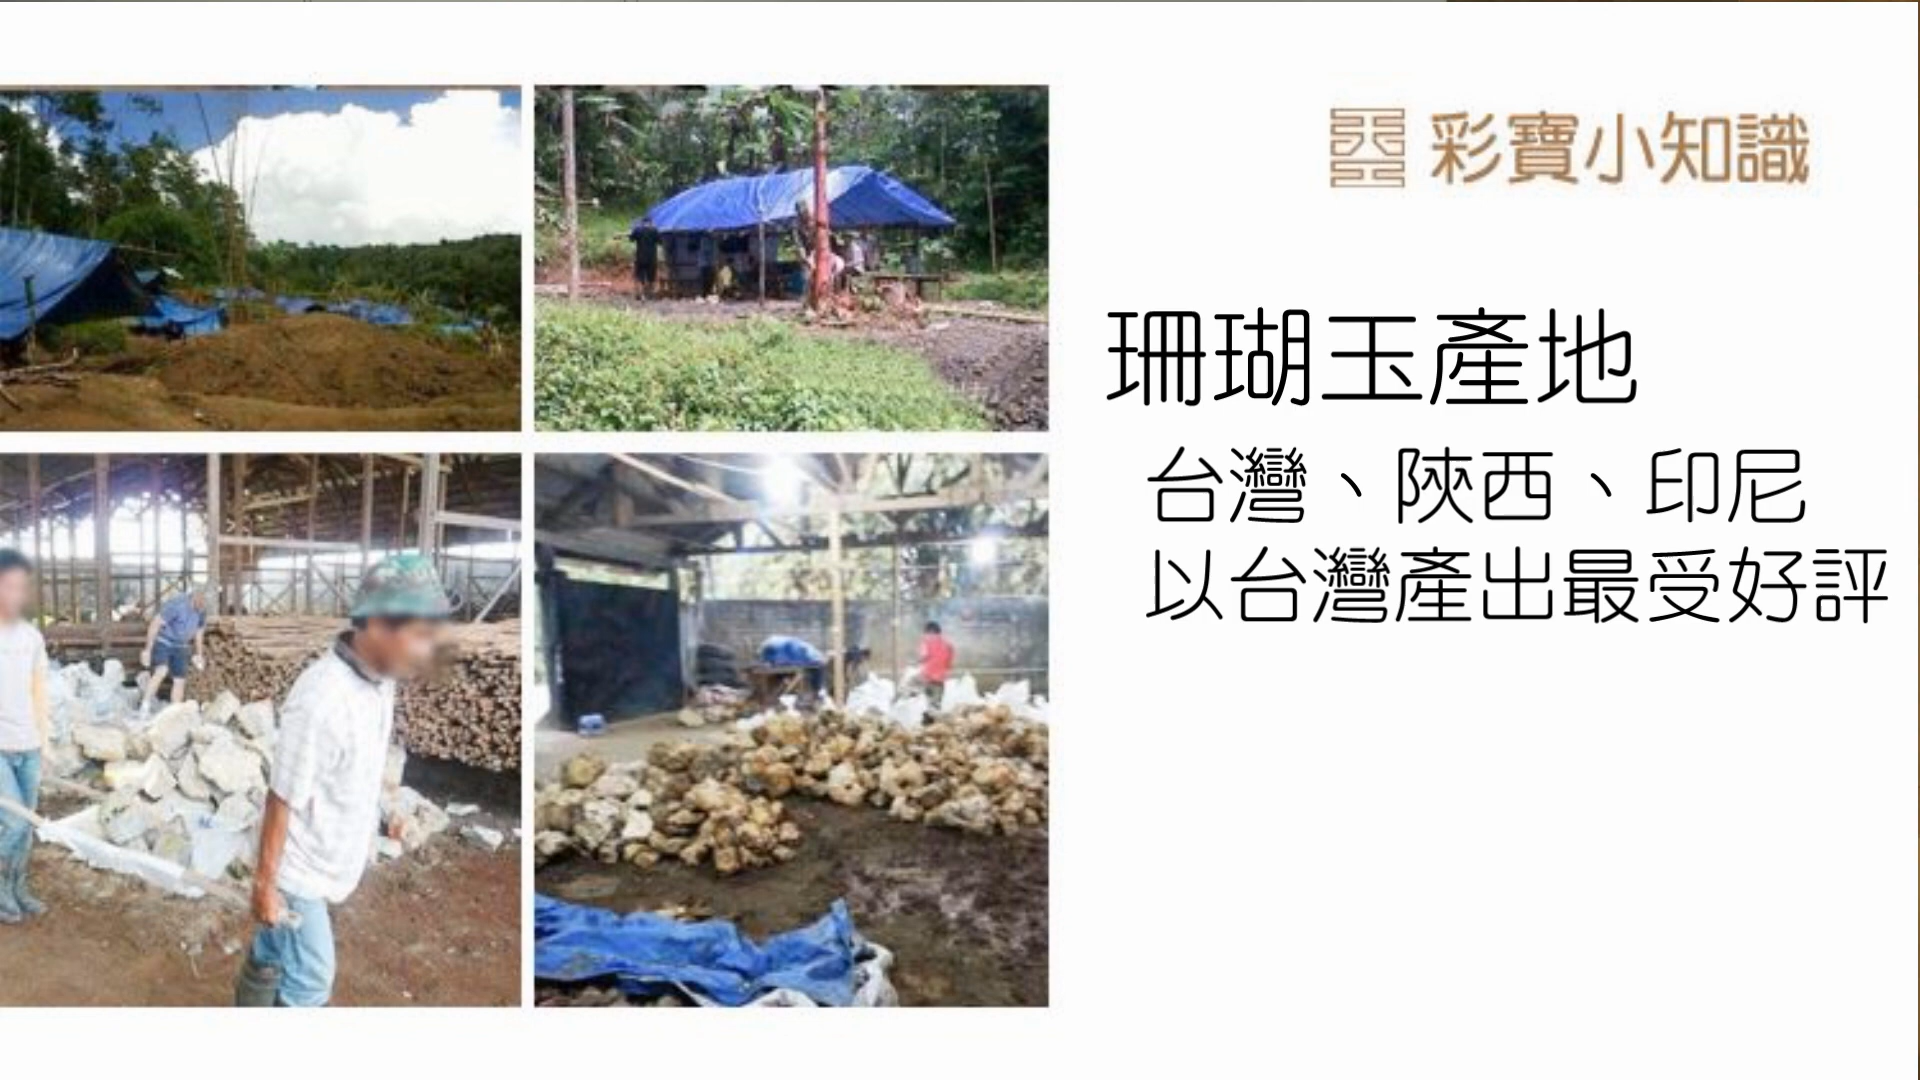 彩寶小知識
珊瑚玉產地
台灣、陝西、印尼
以台灣產出最受好評